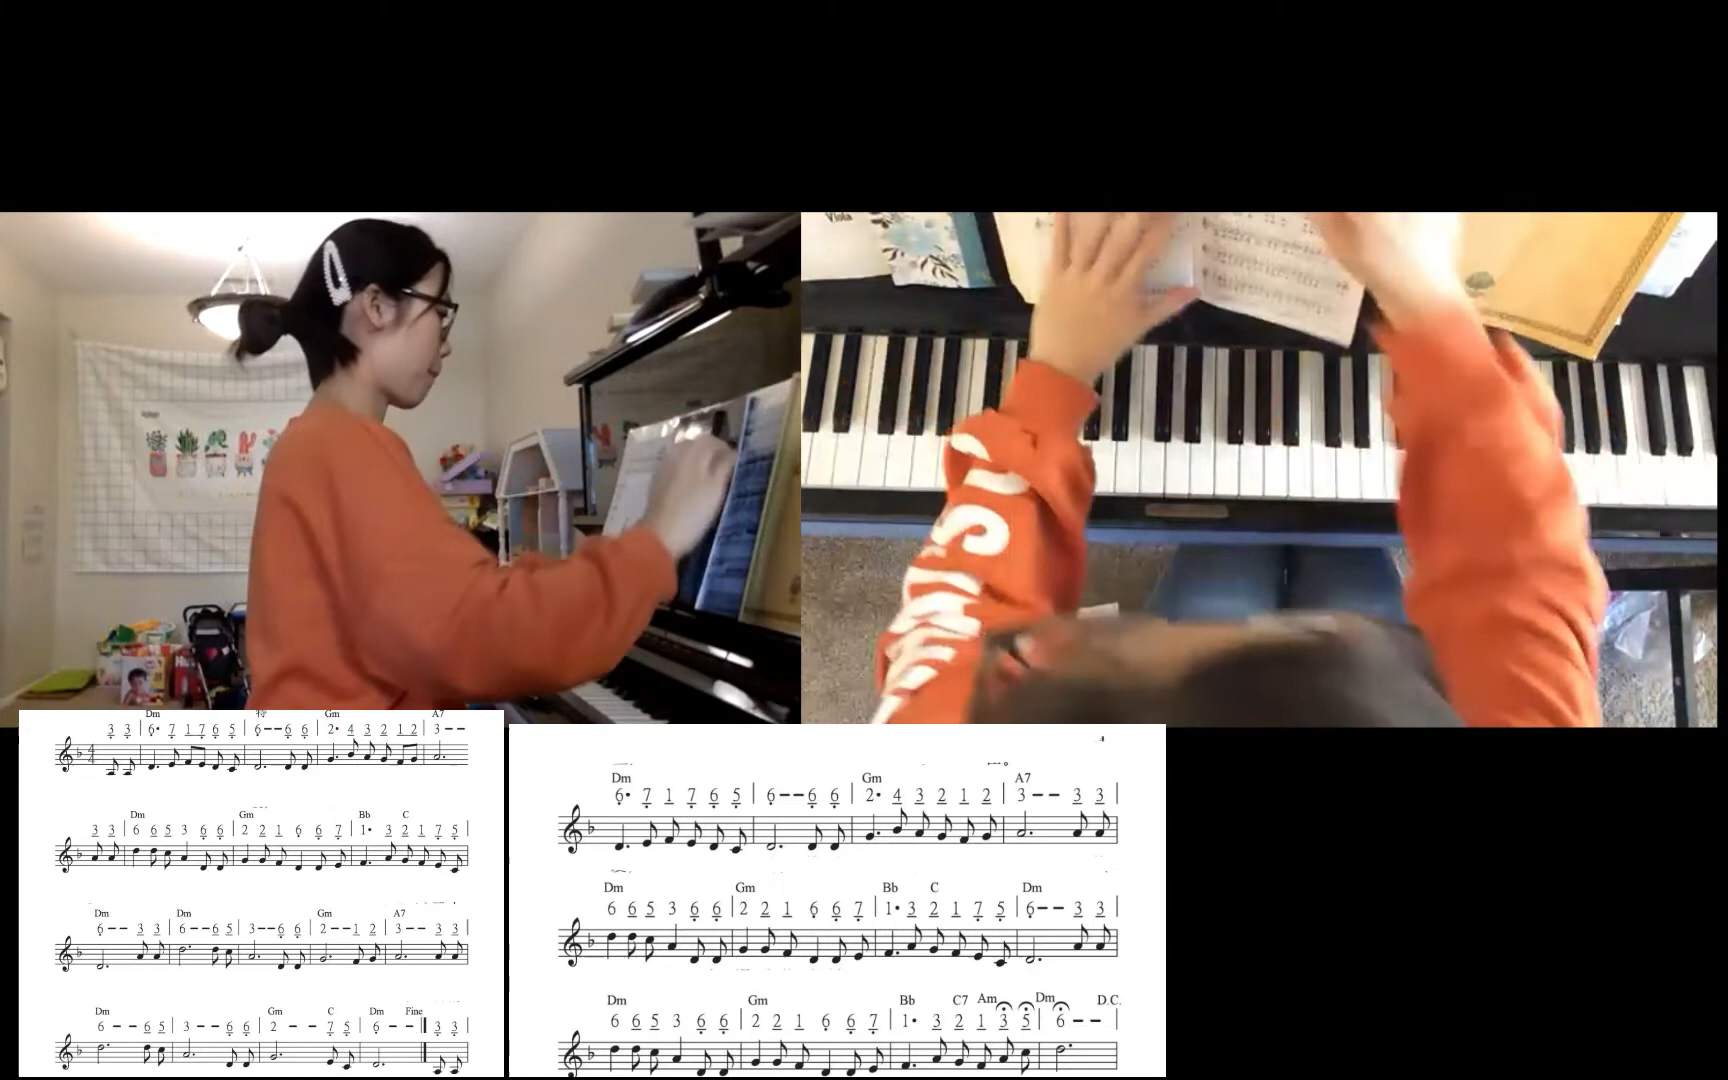 Viola
Dm Gm A7
3 3 | 6· 7 1 7 6 5 | 6 – – 6 6 | 2· 4 3 2 1 2 | 3 – –
4
4
Dm Gm Bb C
3 3 | 6 6 5 3 6 6 | 2 2 1 6 6 7 | 1· 3 2 1 7 5 |
Dm Dm Gm A7
6 – – 3 3 | 6 – – 6 5 | 3 – – 6 6 | 2 – – 1 2 | 3 – – 3 3 |
Dm Gm C Dm Fine
6 – – 6 5 | 3 – – 6 6 | 2 – – 7 5 | 6 – – 3 3 |
Dm Gm A7
6· 7 1 7 6 5 | 6 – – 6 6 | 2· 4 3 2 1 2 | 3 – – 3 3 |
Dm Gm Bb C Dm
6 6 5 3 6 6 | 2 2 1 6 6 7 | 1· 3 2 1 7 5 | 6 – – 3 3 |
Dm Gm Bb C7 Am Dm D.C.
6 6 5 3 6 6 | 2 2 1 6 6 7 | 1· 3 2 1 3 5 | 6 – –